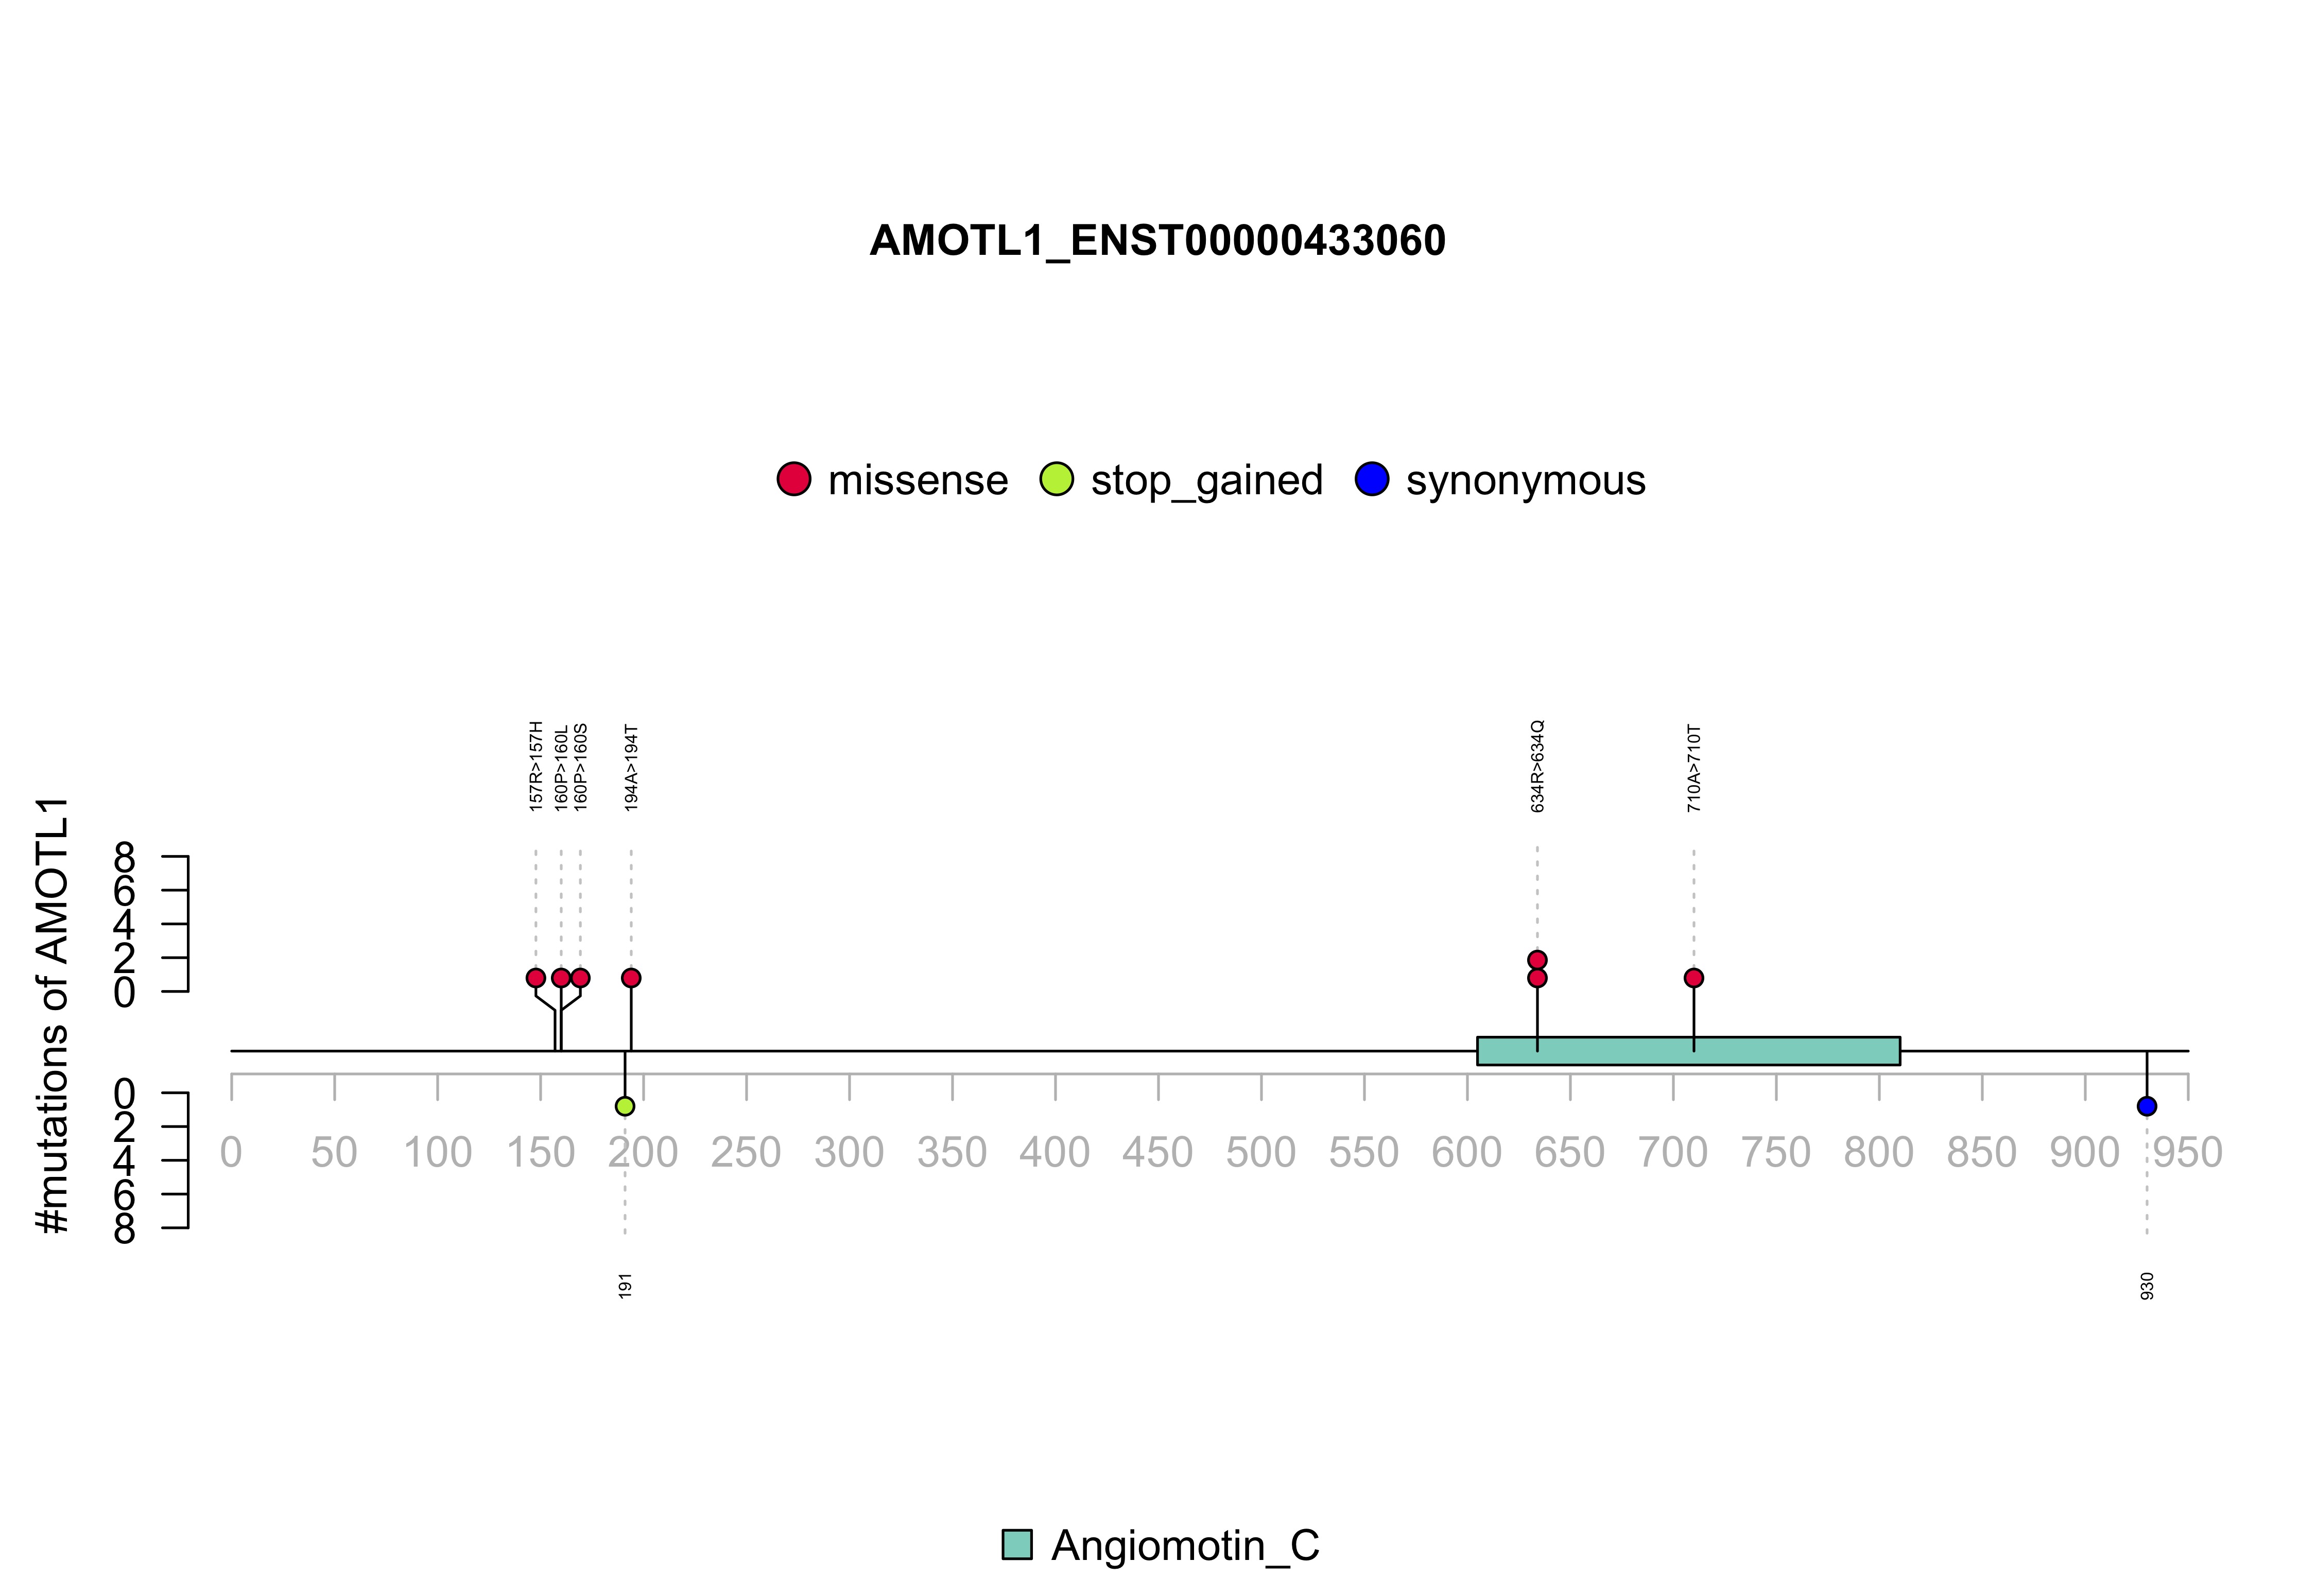 AMOTL1_ENST00000433060
missense stop_gained synonymous
157R>157H
160P>160L
160P>160S
194A>194T
634R>634Q
710A>710T
#mutations of AMOTL1
8
6
4
2
0
0
2
4
6
8
0 50 100 150 200 250 300 350 400 450 500 550 600 650 700 750 800 850 900 950
191
930
Angiomotin_C